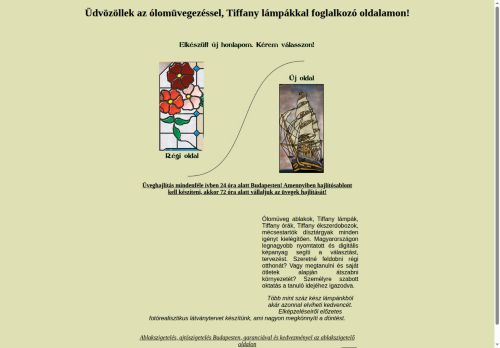 Üdvözöllek az ólomüvegezéssel, Tiffany lámpákkal foglalkozó oldalamon!
Elkészült új honlapom. Kérem válasszon!
Új oldal
Régi oldal
Üveghajlítás mindenféle ívben 24 óra alatt Budapesten! Amennyiben hajlítósablont
kell készíteni, akkor 72 óra alatt vállaljuk az üvegek hajlítását!
Ólomüveg ablakok, Tiffany lámpák,
Tiffany órák, Tiffany ékszerdobozok,
mécsestartók dísztárgyak minden
igényt kielégítően. Magyarországon
legnagyobb nyomtatott és digitális
képanyag segíti a választást,
tervezést. Szeretné feldobni régi
otthonát? Vagy megtanulni és saját
ötletek alapján átszabni
környezetét? Személyre szabott
oktatás a tanuló idejéhez igazodva.
Több mint száz kész lámpánkból
akár azonnal elviheti kedvencét.
Elképzeléseiről előzetes
fotórealisztikus látványtervet készítünk, ami nagyon megkönnyíti a döntést.
Ablakszigetelés, ajtószigetelés Budapesten, garanciával és kedvezménnyel az ablakszigetelő
oldalon